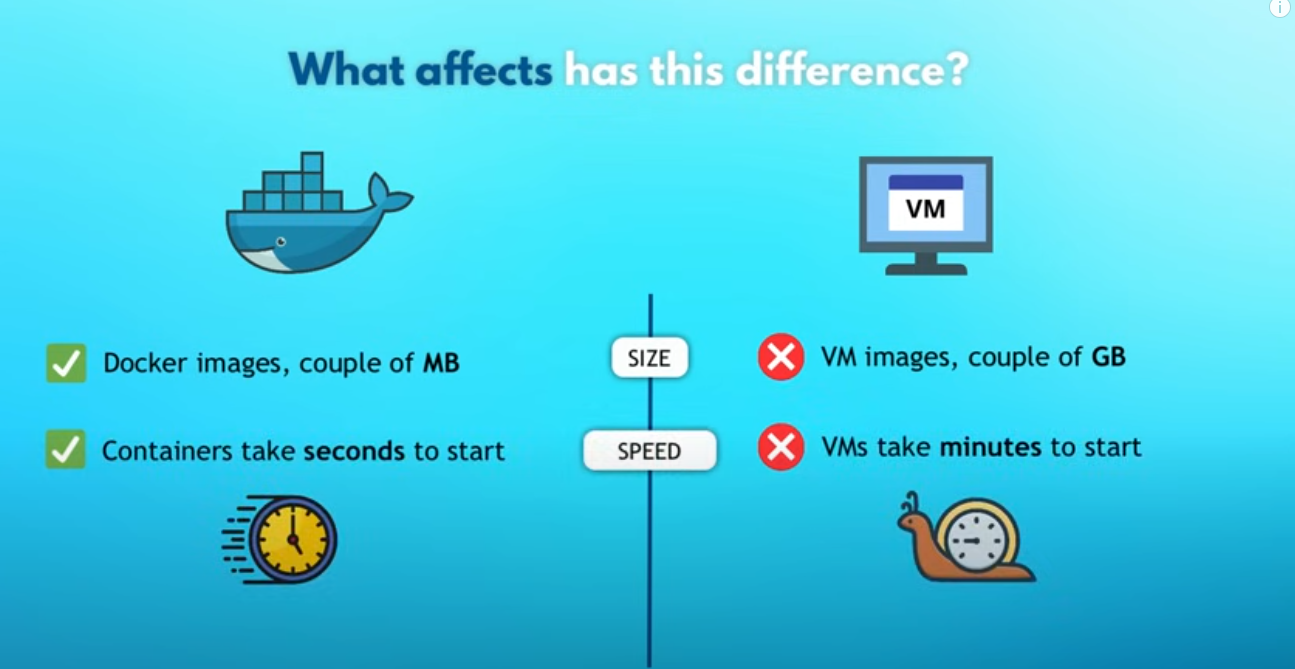 What affects has this difference?
VM
Docker images, couple of MB
SIZE
VM images, couple of GB
Containers take seconds to start
SPEED
VMs take minutes to start